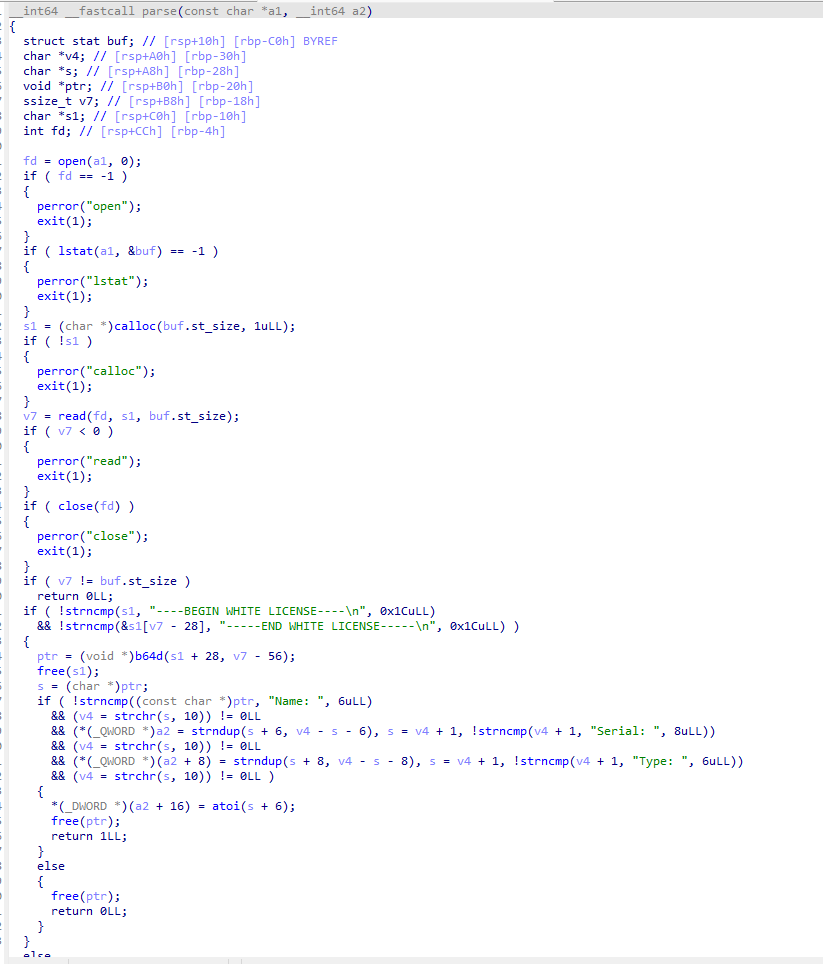 __int64 __fastcall parse(const char *a1, __int64 a2)
{
  struct stat buf; // [rsp+10h] [rbp-C0h] BYREF
  char *v4; // [rsp+A0h] [rbp-30h]
  char *s; // [rsp+A8h] [rbp-28h]
  void *ptr; // [rsp+B0h] [rbp-20h]
  ssize_t v7; // [rsp+B8h] [rbp-18h]
  char *s1; // [rsp+C0h] [rbp-10h]
  int fd; // [rsp+CCh] [rbp-4h]

  fd = open(a1, 0);
  if ( fd == -1 )
  {
    perror("open");
    exit(1);
  }
  if ( lstat(a1, &buf) == -1 )
  {
    perror("lstat");
    exit(1);
  }
  s1 = (char *)calloc(buf.st_size, 1uLL);
  if ( !s1 )
  {
    perror("calloc");
    exit(1);
  }
  v7 = read(fd, s1, buf.st_size);
  if ( v7 < 0 )
  {
    perror("read");
    exit(1);
  }
  if ( close(fd) )
  {
    perror("close");
    exit(1);
  }
  if ( v7 != buf.st_size )
    return 0LL;
  if ( !strncmp(s1, "----BEGIN WHITE LICENSE----\n", 0x1CuLL)
    && !strncmp(&s1[v7 - 28], "-----END WHITE LICENSE-----\n", 0x1CuLL) )
  {
    ptr = (void *)b64d(s1 + 28, v7 - 56);
    free(s1);
    s = (char *)ptr;
    if ( !strncmp((const char *)ptr, "Name: ", 6uLL)
      && (v4 = strchr(s, 10)) != 0LL
      && (*(_QWORD *)a2 = strndup(s + 6, v4 - s - 6), s = v4 + 1, !strncmp(v4 + 1, "Serial: ", 8uLL))
      && (v4 = strchr(s, 10)) != 0LL
      && (*(_QWORD *)(a2 + 8) = strndup(s + 8, v4 - s - 8), s = v4 + 1, !strncmp(v4 + 1, "Type: ", 6uLL))
      && (v4 = strchr(s, 10)) != 0LL )
    {
      *(_DWORD *)(a2 + 16) = atoi(s + 6);
      free(ptr);
      return 1LL;
    }
    else
    {
      free(ptr);
      return 0LL;
    }
  }
  else